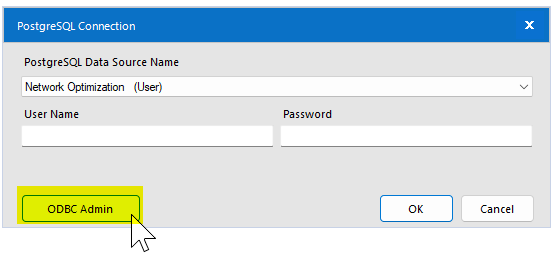 PostgreSQL Connection x
PostgreSQL Data Source Name
Network Optimization (User)
User Name Password
ODBC Admin OK Cancel